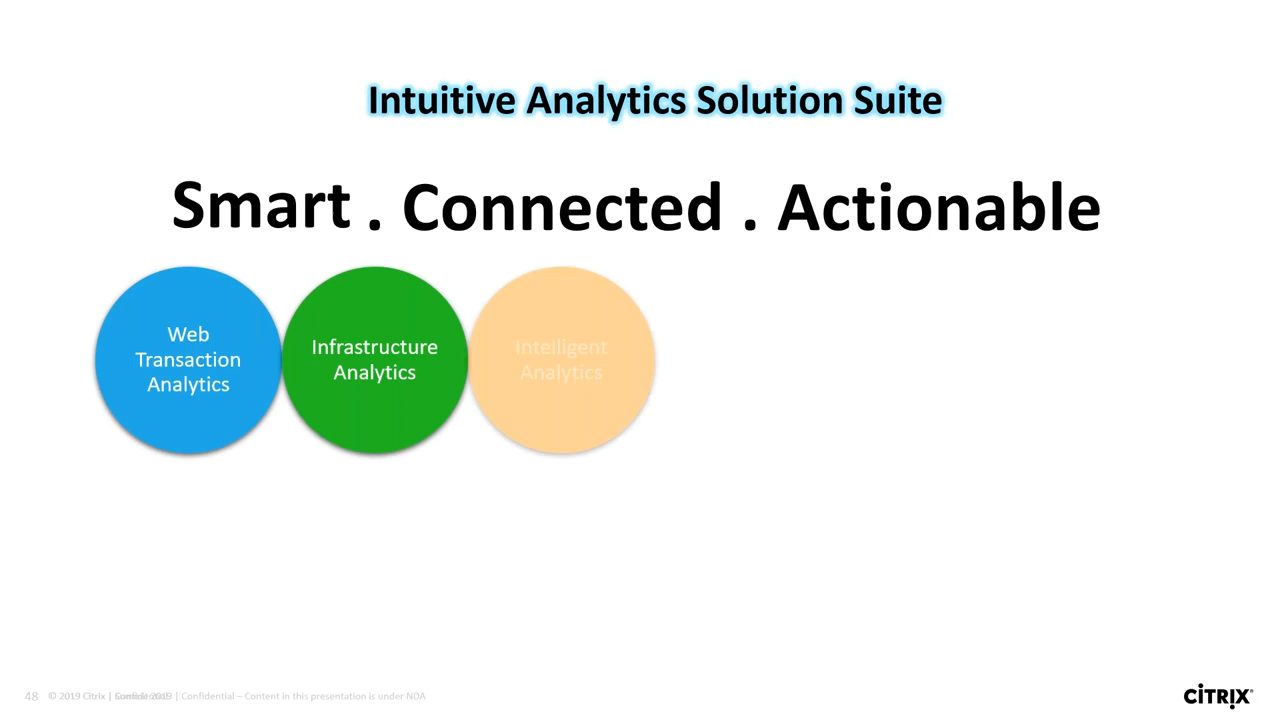 Intuitive Analytics Solution Suite
Smart . Connected . Actionable
Web
Transaction
Analytics
Infrastructure
Analytics
Intelligent
Analytics
48 © 2019 Citrix | Confidential – Content in this presentation is under NDA
CITRIX